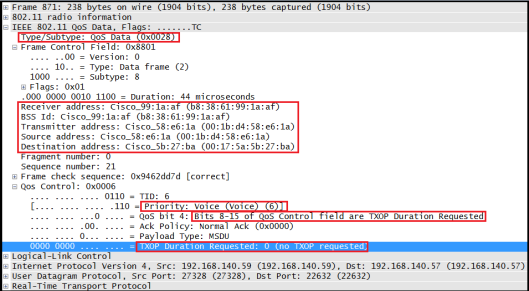 Frame 871: 238 bytes on wire (1904 bits), 238 bytes captured (1904 bits)
802.11 radio information
IEEE 802.11 QoS Data, Flags: .......TC
Type/Subtype: QoS Data (0x0028)
Frame Control Field: 0x8801
.... ..00 = Version: 0
.... 10.. = Type: Data frame (2)
1000 .... = Subtype: 8
Flags: 0x01
.000 0000 0010 1100 = Duration: 44 microseconds
Receiver address: Cisco_99:1a:af (b8:38:61:99:1a:af)
BSS Id: Cisco_99:1a:af (b8:38:61:99:1a:af)
Transmitter address: Cisco_58:e6:1a (00:1b:d4:58:e6:1a)
Source address: Cisco_58:e6:1a (00:1b:d4:58:e6:1a)
Destination address: Cisco_5b:27:ba (00:17:5a:5b:27:ba)
Fragment number: 0
Sequence number: 21
Frame check sequence: 0x9462dd7d [correct]
Qos Control: 0x0006
.... .... .... 0110 = TID: 6
[.... .... .... .110 = Priority: Voice (Voice) (6)]
.... .... ...0 .... = QoS bit 4: Bits 8-15 of QoS Control field are TXOP Duration Requested
.... .... .00. .... = Ack Policy: Normal Ack (0x0000)
.... .... 0... .... = Payload Type: MSDU
0000 0000 .... .... = TXOP Duration Requested: 0 (no TXOP requested)
Logical-Link Control
Internet Protocol Version 4, Src: 192.168.140.59 (192.168.140.59), Dst: 192.168.140.57 (192.168.140.57)
User Datagram Protocol, Src Port: 27328 (27328), Dst Port: 22632 (22632)
Real-Time Transport Protocol